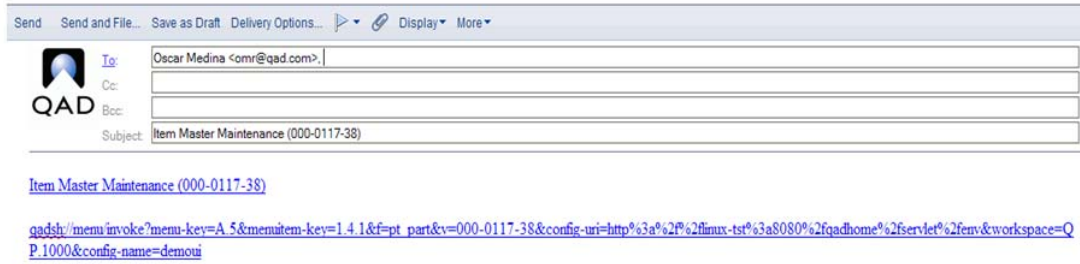 Send Send and File... Save as Draft Delivery Options... Display More
To: Oscar Medina <omr@qad.com>,
Cc:
QAD
Bcc:
Subject: Item Master Maintenance (000-0117-38)
Item Master Maintenance (000-0117-38)
qadsh://menu/invoke?menu-key=A.5&menuitem-key=1.4.1&f=pt_part&v=000-0117-38&config-uri=http%3a%2f%2flinux-tst%3a8080%2fqadhome%2fservlet%2fenv&workspace=Q
P.1000&config-name=demoui